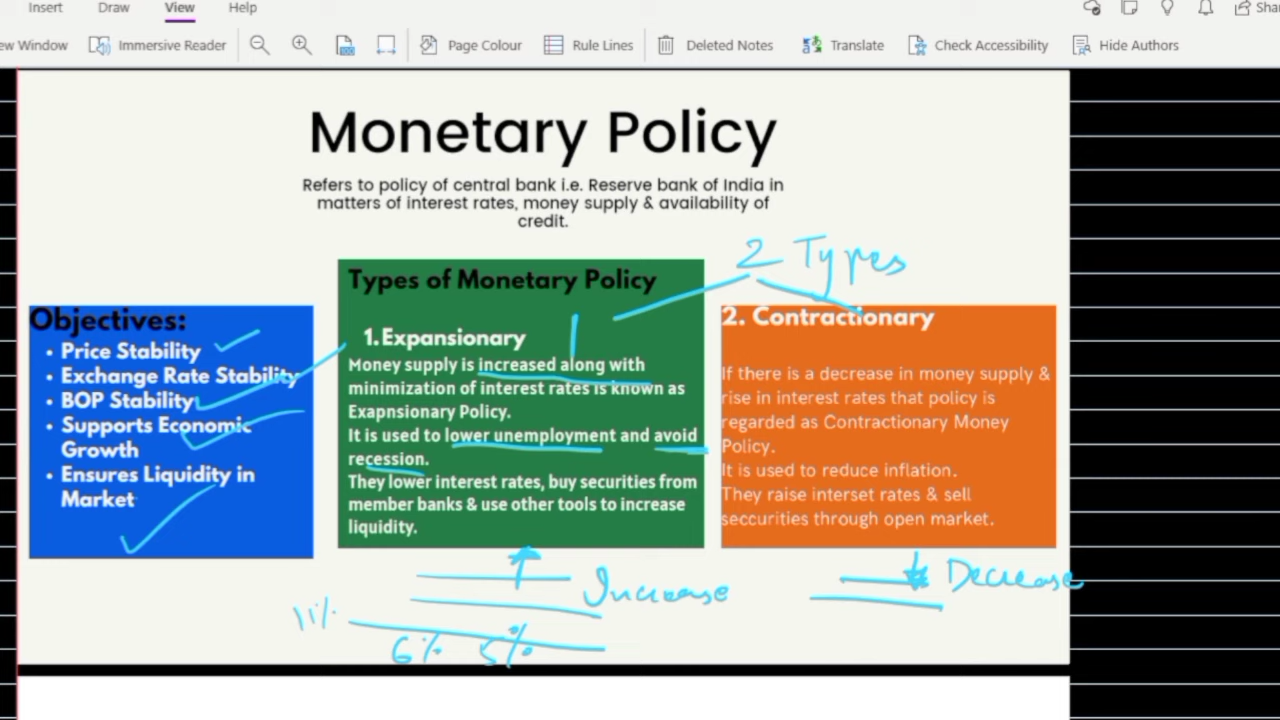 Insert Draw View Help
Shar
ew Window Immersive Reader Page Colour Rule Lines Deleted Notes Translate Check Accessibility Hide Authors
Monetary Policy
Refers to policy of central bank i.e. Reserve bank of India in
matters of interest rates, money supply & availability of
credit.
2 Types
Objectives:
• Price Stability
• Exchange Rate Stability
• BOP Stability
• Supports Economic
Growth
• Ensures Liquidity in
Market
Types of Monetary Policy
1.Expansionary
Money supply is increased along with
minimization of interest rates is known as
Exapnsionary Policy.
It is used to lower unemployment and avoid
recession.
They lower interest rates, buy securities from
member banks & use other tools to increase
liquidity.
2. Contractionary
If there is a decrease in money supply &
rise in interest rates that policy is
regarded as Contractionary Money
Policy.
It is used to reduce inflation.
They raise interset rates & sell
seccurities through open market.
Increase
Decrease
11%
6% 5%